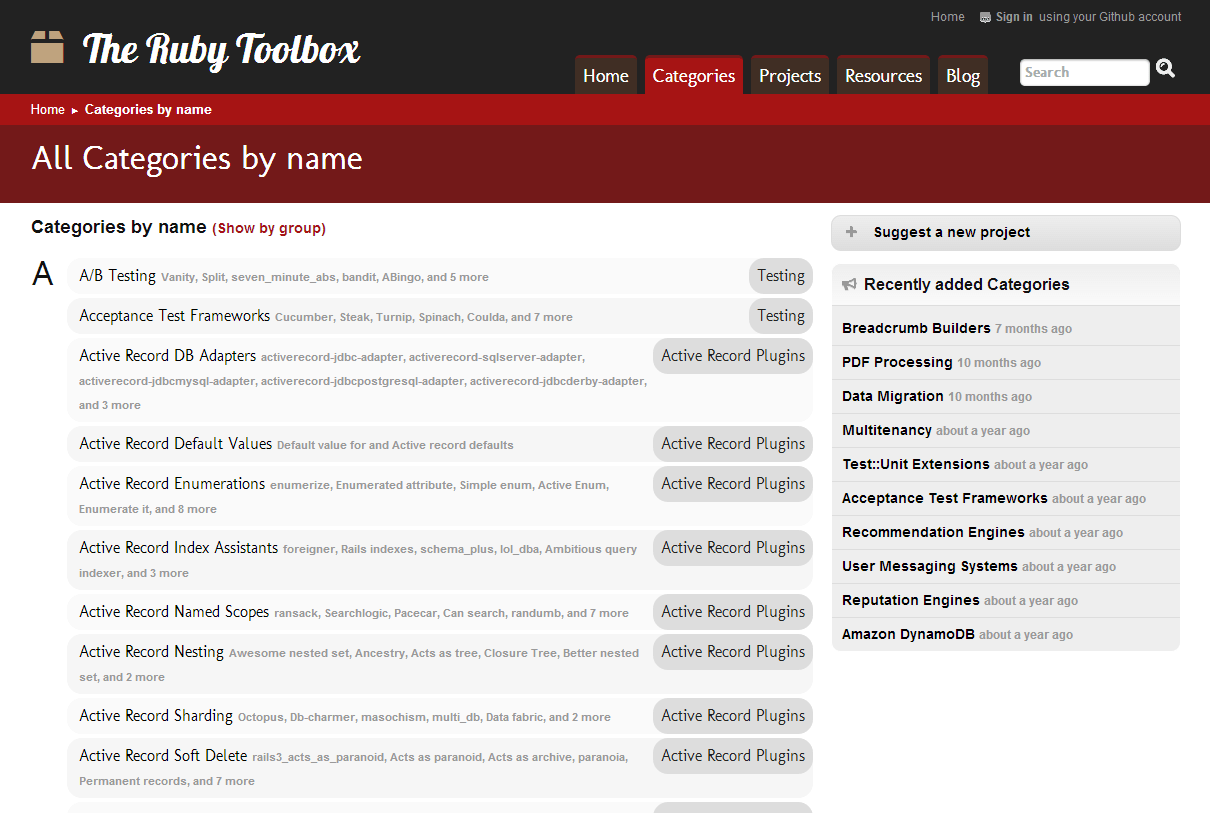 Home Sign in using your Github account
The Ruby Toolbox
Home Categories Projects Resources Blog Search
Home ▸ Categories by name
All Categories by name
Categories by name (Show by group)
A
A/B Testing Vanity, Split, seven_minute_abs, bandit, ABingo, and 5 more Testing
Acceptance Test Frameworks Cucumber, Steak, Turnip, Spinach, Coulda, and 7 more Testing
Active Record DB Adapters activerecord-jdbc-adapter, activerecord-sqlserver-adapter, Active Record Plugins
activerecord-jdbcmysql-adapter, activerecord-jdbcpostgresql-adapter, activerecord-jdbcderby-adapter,
and 3 more
Active Record Default Values Default value for and Active record defaults Active Record Plugins
Active Record Enumerations enumerize, Enumerated attribute, Simple enum, Active Enum, Active Record Plugins
Enumerate it, and 8 more
Active Record Index Assistants foreigner, Rails indexes, schema_plus, lol_dba, Ambitious query Active Record Plugins
indexer, and 3 more
Active Record Named Scopes ransack, Searchlogic, Pacecar, Can search, randumb, and 7 more Active Record Plugins
Active Record Nesting Awesome nested set, Ancestry, Acts as tree, Closure Tree, Better nested Active Record Plugins
set, and 2 more
Active Record Sharding Octopus, Db-charmer, masochism, multi_db, Data fabric, and 2 more Active Record Plugins
Active Record Soft Delete rails3_acts_as_paranoid, Acts as paranoid, Acts as archive, paranoia, Active Record Plugins
Permanent records, and 7 more
Suggest a new project
Recently added Categories
Breadcrumb Builders 7 months ago
PDF Processing 10 months ago
Data Migration 10 months ago
Multitenancy about a year ago
Test::Unit Extensions about a year ago
Acceptance Test Frameworks about a year ago
Recommendation Engines about a year ago
User Messaging Systems about a year ago
Reputation Engines about a year ago
Amazon DynamoDB about a year ago